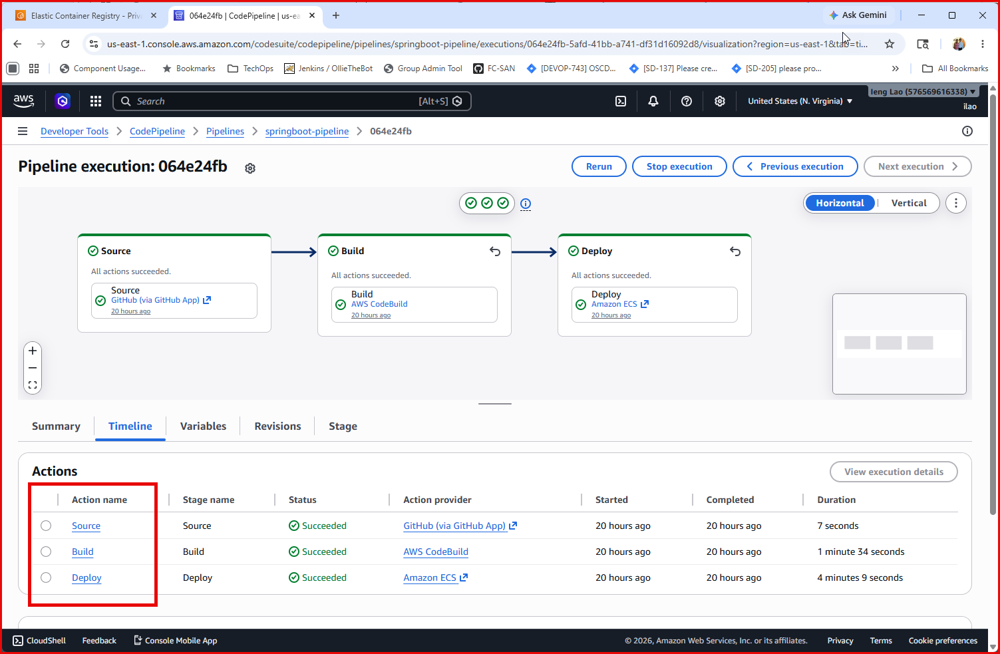 Elastic Container Registry - Priv
064e24fb | CodePipeline | us-ea
Ask Gemini
us-east-1.console.aws.amazon.com/codesuite/codepipeline/pipelines/springboot-pipeline/executions/064e24fb-5afd-41bb-a741-df31d16092d8/visualization?region=us-east-1&tab=ti...
Component Usage...
Bookmarks
TechOps
Jenkins / OllieTheBot
Group Admin Tool
FC-SAN
[DEVOP-743] OSCD...
[SD-137] Please cre...
[SD-205] please pro...
All Bookmarks
aws
Search
[Alt+S]
United States (N. Virginia)
Ieng Lao (576569616338)
ilao
Developer Tools
CodePipeline
Pipelines
springboot-pipeline
064e24fb
Pipeline execution: 064e24fb
Rerun
Stop execution
Previous execution
Next execution
Horizontal
Vertical
Source
All actions succeeded.
Source
GitHub (via GitHub App)
20 hours ago
Build
All actions succeeded.
Build
AWS CodeBuild
20 hours ago
Deploy
All actions succeeded.
Deploy
Amazon ECS
20 hours ago
Summary
Timeline
Variables
Revisions
Stage
Actions
View execution details
Action name Stage name Status Action provider Started Completed Duration
Source Source Succeeded GitHub (via GitHub App) 20 hours ago 20 hours ago 7 seconds
Build Build Succeeded AWS CodeBuild 20 hours ago 20 hours ago 1 minute 34 seconds
Deploy Deploy Succeeded Amazon ECS 20 hours ago 20 hours ago 4 minutes 9 seconds
CloudShell
Feedback
Console Mobile App
© 2026, Amazon Web Services, Inc. or its affiliates.
Privacy
Terms
Cookie preferences